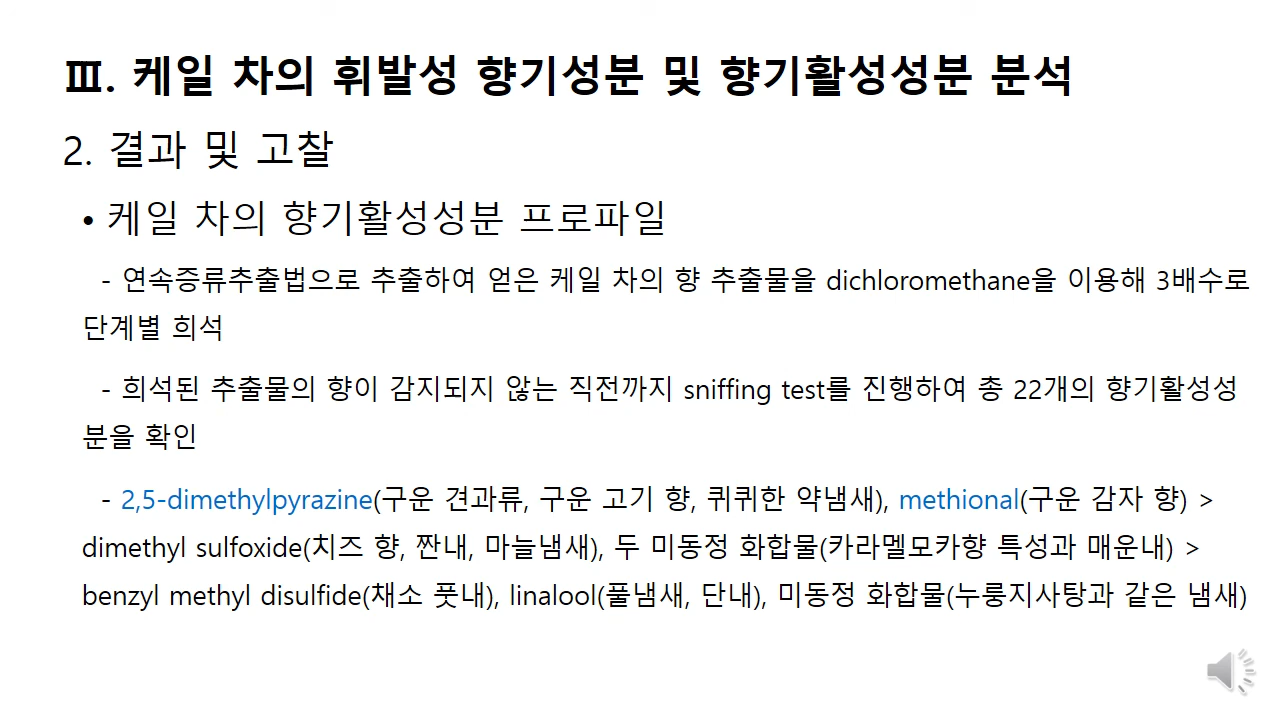 Ⅲ. 케일 차의 휘발성 향기성분 및 향기활성성분 분석
2. 결과 및 고찰
• 케일 차의 향기활성성분 프로파일
- 연속증류추출법으로 추출하여 얻은 케일 차의 향 추출물을 dichloromethane을 이용해 3배수로
단계별 희석
- 희석된 추출물의 향이 감지되지 않는 직전까지 sniffing test를 진행하여 총 22개의 향기활성성
분을 확인
- 2,5-dimethylpyrazine(구운 견과류, 구운 고기 향, 퀴퀴한 약냄새), methional(구운 감자 향) >
dimethyl sulfoxide(치즈 향, 짠내, 마늘냄새), 두 미동정 화합물(카라멜모카향 특성과 매운내) >
benzyl methyl disulfide(채소 풋내), linalool(풀냄새, 단내), 미동정 화합물(누룽지사탕과 같은 냄새)